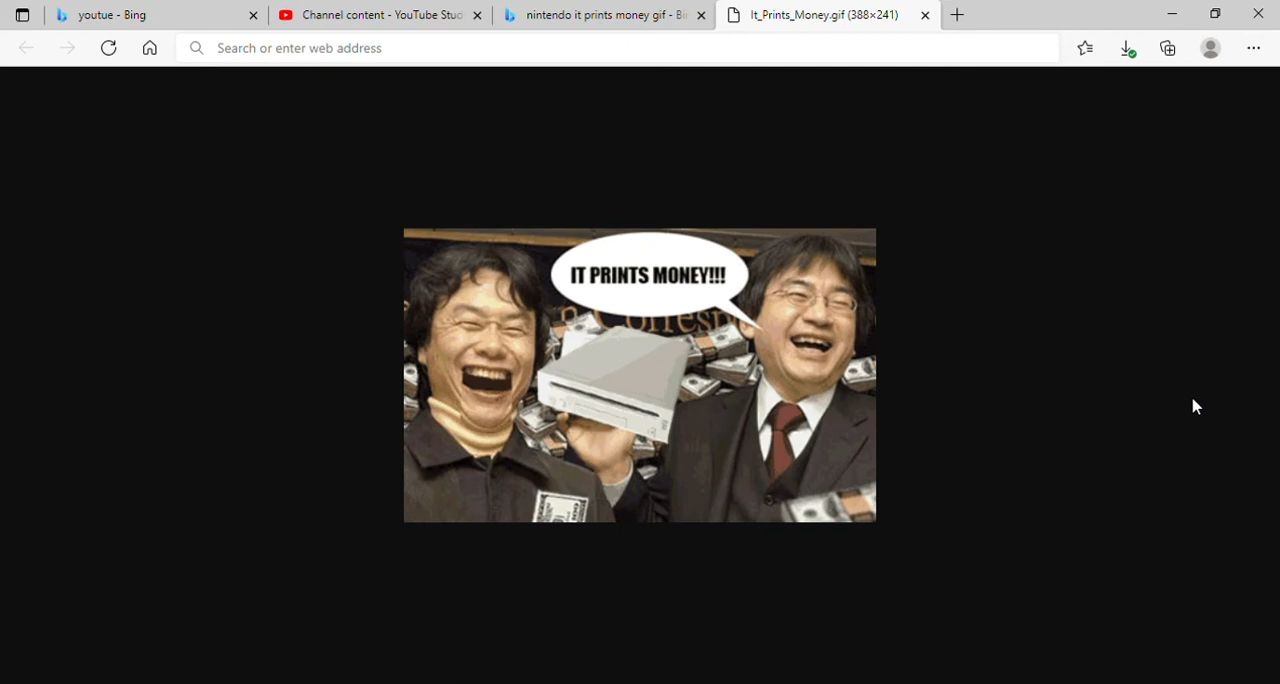 youtue - Bing
Channel content - YouTube Stud
nintendo it prints money gif - Bi
It_Prints_Money.gif (388×241)
Search or enter web address
IT PRINTS MONEY!!!
n Corresp